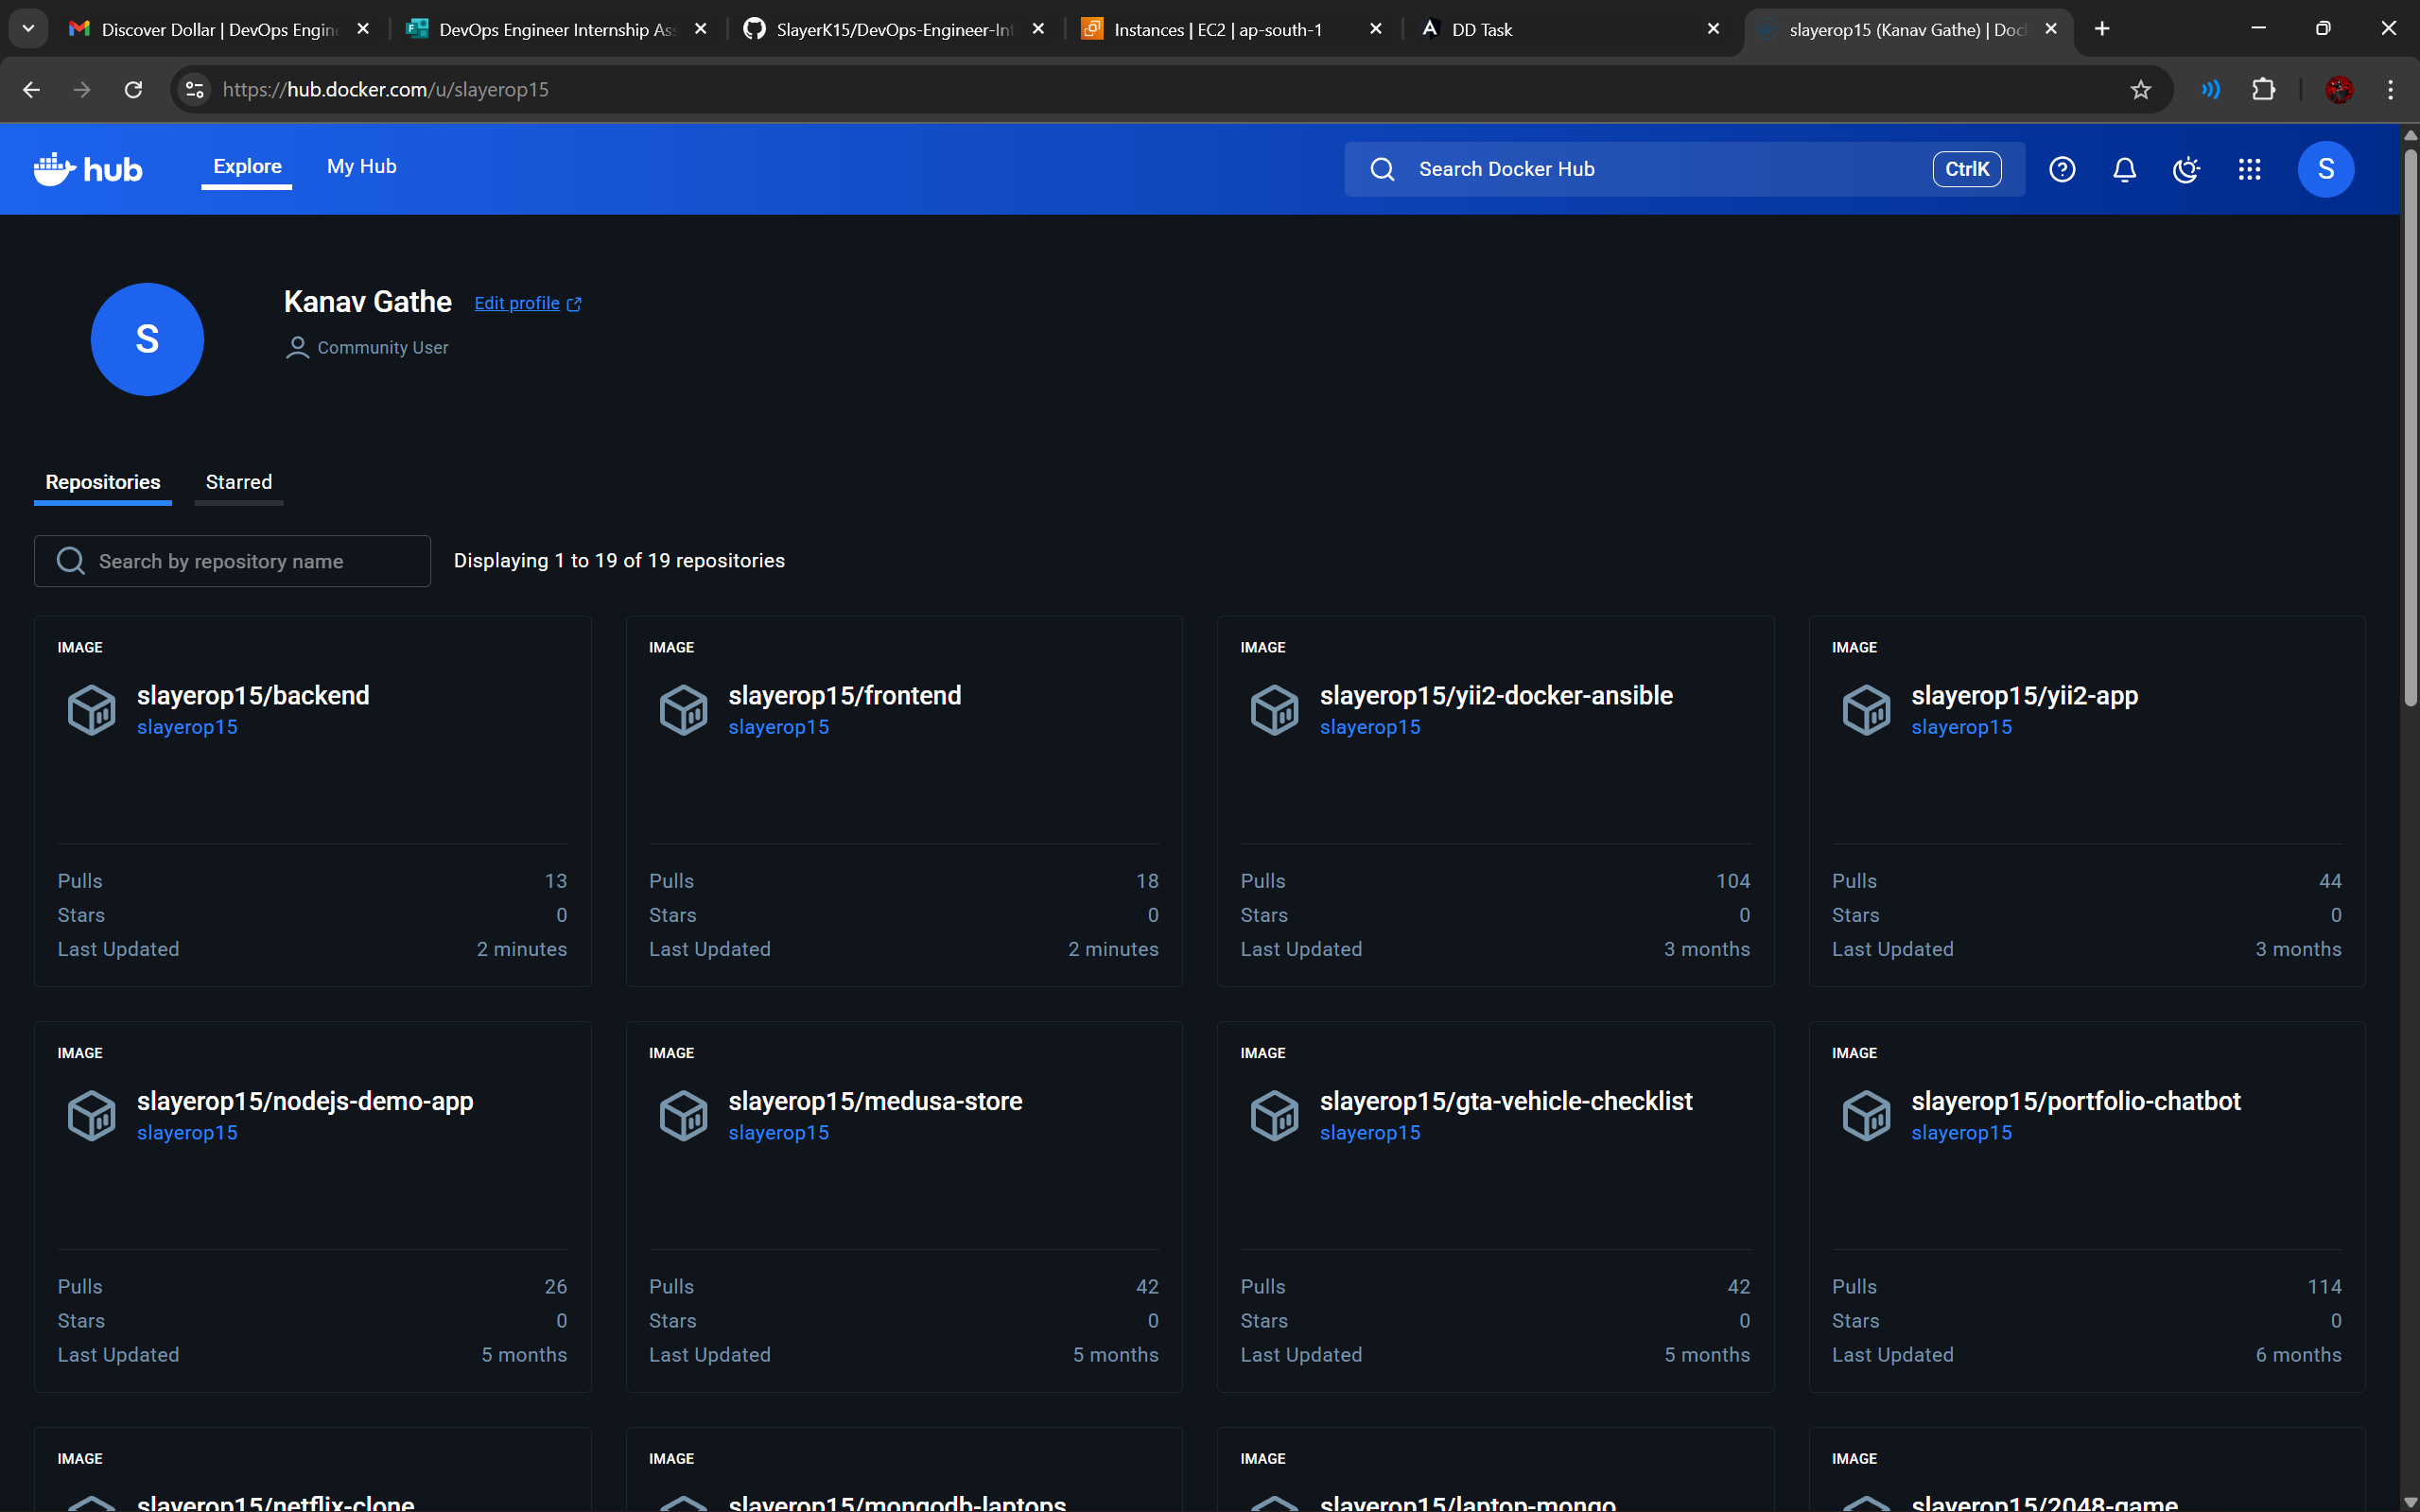 Discover Dollar | DevOps Engine
DevOps Engineer Internship As
SlayerK15/DevOps-Engineer-Int
Instances | EC2 | ap-south-1
DD Task
slayerop15 (Kanav Gathe) | Doc
https://hub.docker.com/u/slayerop15
hub
Explore
My Hub
Search Docker Hub
CtrlK
S
S
Kanav Gathe
Edit profile
Community User
Repositories
Starred
Search by repository name
Displaying 1 to 19 of 19 repositories
IMAGE
slayerop15/backend
slayerop15
Pulls 13
Stars 0
Last Updated 2 minutes
IMAGE
slayerop15/frontend
slayerop15
Pulls 18
Stars 0
Last Updated 2 minutes
IMAGE
slayerop15/yii2-docker-ansible
slayerop15
Pulls 104
Stars 0
Last Updated 3 months
IMAGE
slayerop15/yii2-app
slayerop15
Pulls 44
Stars 0
Last Updated 3 months
IMAGE
slayerop15/nodejs-demo-app
slayerop15
Pulls 26
Stars 0
Last Updated 5 months
IMAGE
slayerop15/medusa-store
slayerop15
Pulls 42
Stars 0
Last Updated 5 months
IMAGE
slayerop15/gta-vehicle-checklist
slayerop15
Pulls 42
Stars 0
Last Updated 5 months
IMAGE
slayerop15/portfolio-chatbot
slayerop15
Pulls 114
Stars 0
Last Updated 6 months
IMAGE
slayerop15/netflix-clone
IMAGE
slayerop15/mongodb-laptops
IMAGE
slayerop15/laptop-mongo
IMAGE
slayerop15/2048-game